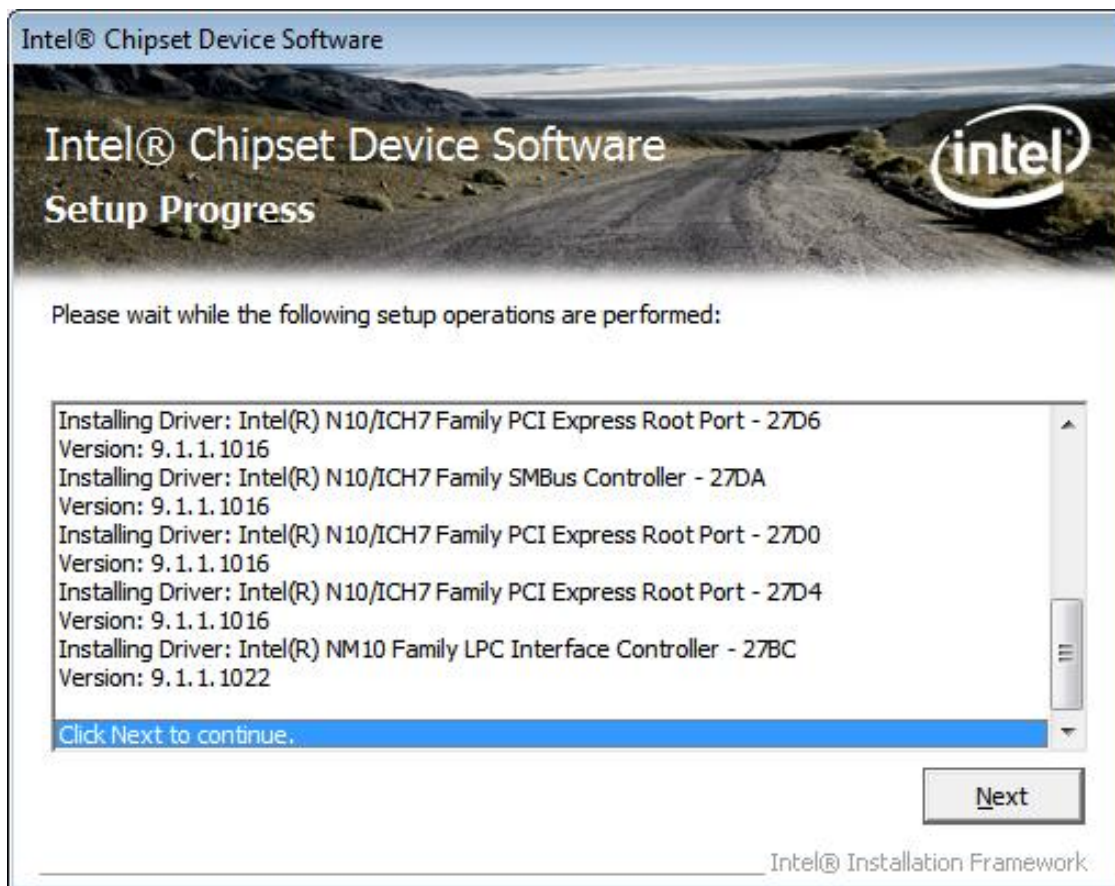 Intel® Chipset Device Software
Intel® Chipset Device Software
intel
Setup Progress
Please wait while the following setup operations are performed:
Installing Driver: Intel(R) N10/ICH7 Family PCI Express Root Port - 27D6
Version: 9.1.1.1016
Installing Driver: Intel(R) N10/ICH7 Family SMBus Controller - 27DA
Version: 9.1.1.1016
Installing Driver: Intel(R) N10/ICH7 Family PCI Express Root Port - 27D0
Version: 9.1.1.1016
Installing Driver: Intel(R) N10/ICH7 Family PCI Express Root Port - 27D4
Version: 9.1.1.1016
Installing Driver: Intel(R) NM10 Family LPC Interface Controller - 27BC
Version: 9.1.1.1022
Click Next to continue.
Next
Intel® Installation Framework